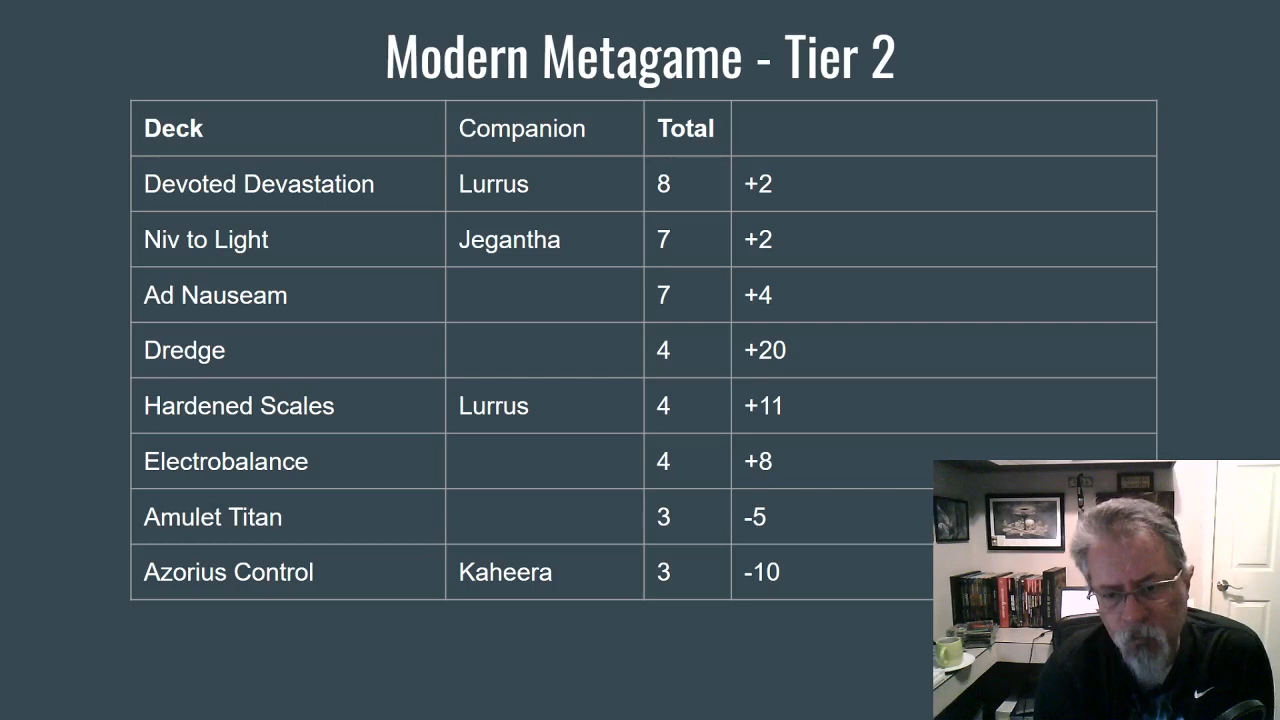 Modern Metagame - Tier 2
Deck Companion Total
Devoted Devastation Lurrus 8 +2
Niv to Light Jegantha 7 +2
Ad Nauseam 7 +4
Dredge 4 +20
Hardened Scales Lurrus 4 +11
Electrobalance 4 +8
Amulet Titan 3 -5
Azorius Control Kaheera 3 -10